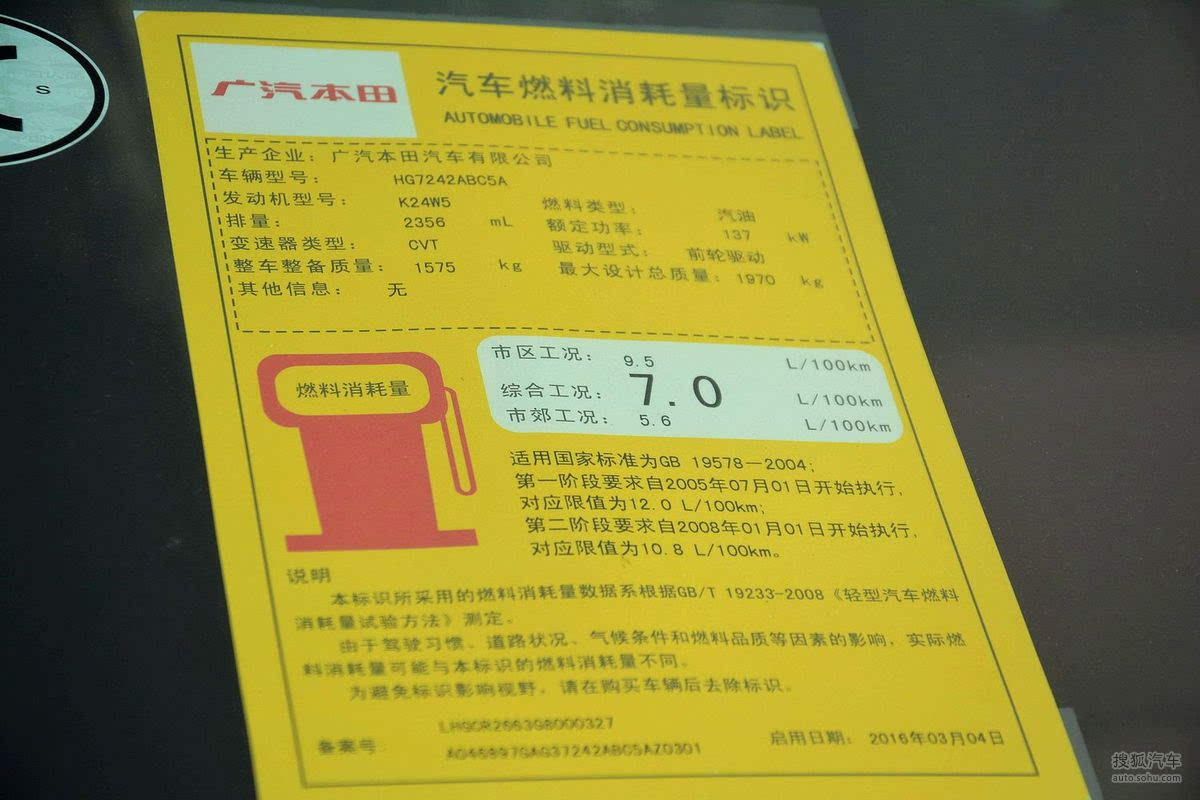 S
广汽本田
汽车燃料消耗量标识
AUTOMOBILE FUEL CONSUMPTION LABEL
生产企业: 广汽本田汽车有限公司
车辆型号: HG7242ABC5A
发动机型号: K24W5 燃料类型: 汽油
排量: 2356 mL 额定功率: 137 kW
变速器类型: CVT 驱动型式: 前轮驱动
整车整备质量: 1575 kg 最大设计总质量: 1970 kg
其他信息: 无
燃料消耗量
市区工况: 9.5 L/100km
综合工况: 7.0 L/100km
市郊工况: 5.6 L/100km
适用国家标准为GB 19578-2004;
第一阶段要求自2005年07月01日开始执行,
对应限值为12.0 L/100km;
第二阶段要求自2008年01月01日开始执行,
对应限值为10.8 L/100km。
说明
本标识所采用的燃料消耗量数据系根据GB/T 19233-2008《轻型汽车燃料
消耗量试验方法》测定。
由于驾驶习惯、道路状况、气候条件和燃料品质等因素的影响, 实际燃
料消耗量可能与本标识的燃料消耗量不同。
为避免标识影响视野, 请在购买车辆后去除标识。
备案号
启用日期: 2016年03月04日
搜狐汽车
auto.sohu.com